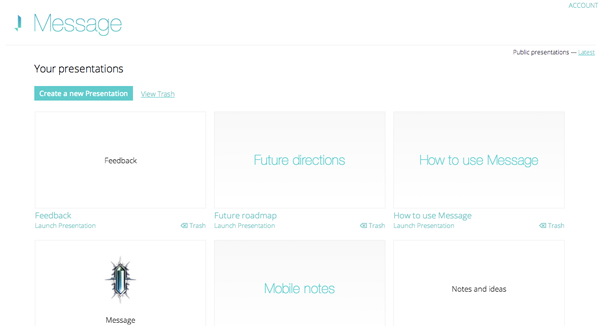 ACCOUNT
Message
Public presentations — Latest
Your presentations
Create a new Presentation View Trash
Feedback Future directions How to use Message
Feedback Future roadmap How to use Message
Launch Presentation Trash Launch Presentation Trash Launch Presentation Trash
Mobile notes Notes and ideas
Message